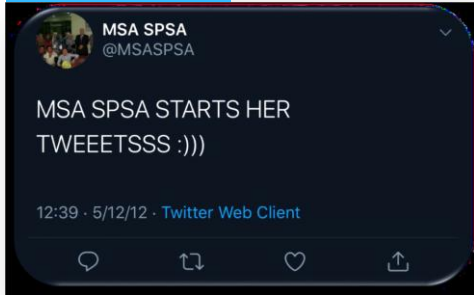 MSA SPSA
@MSASPSA
MSA SPSA STARTS HER
TWEEETSSS :)))
12:39 · 5/12/12 · Twitter Web Client